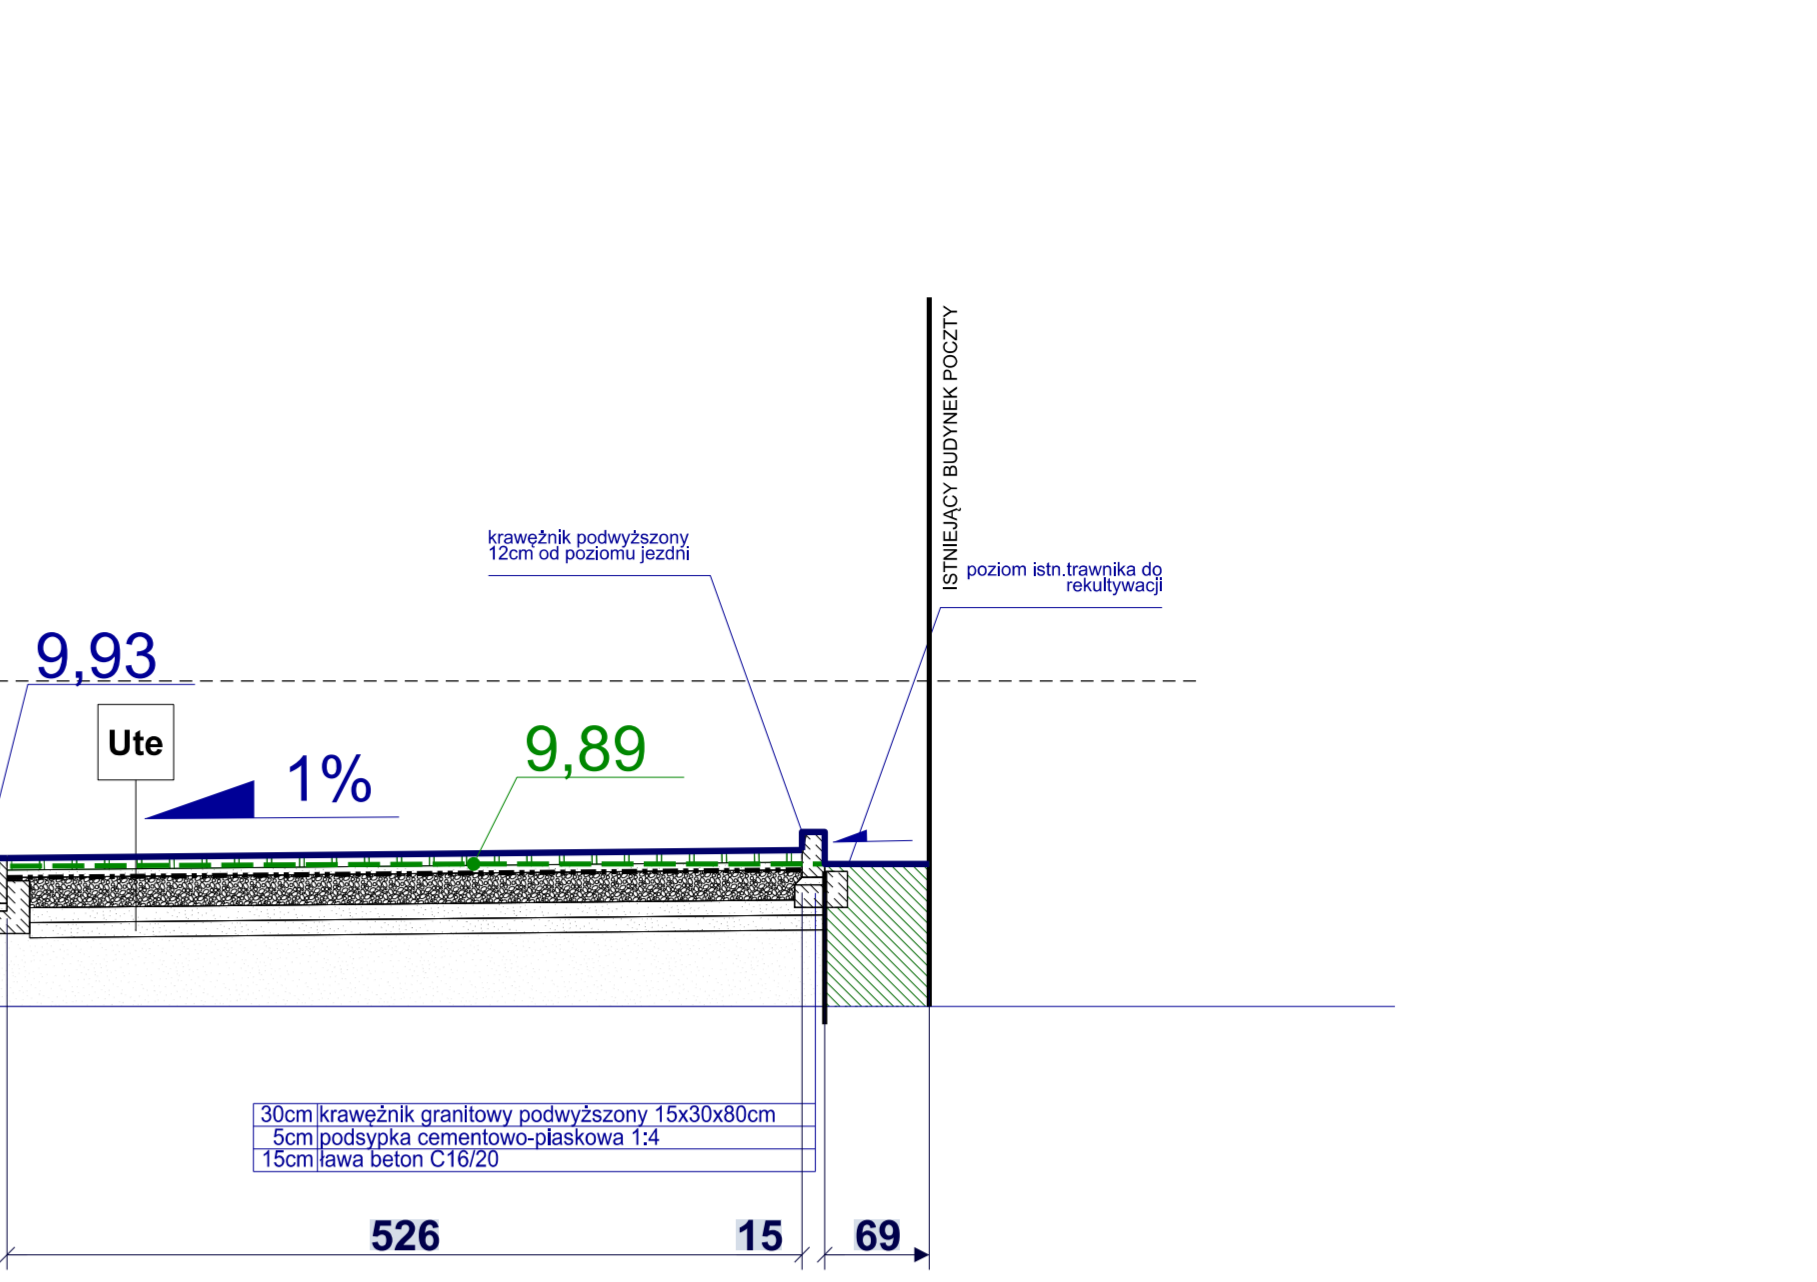 ISTNIEJĄCY BUDYNEK POCZTY
krawężnik podwyższony
12cm od poziomu jezdni
poziom istn.trawnika do
rekultywacji
9,93
Ute
1%
9,89
30cm krawężnik granitowy podwyższony 15x30x80cm
5cm podsypka cementowo-piaskowa 1:4
15cm ława beton C16/20
526 15 69